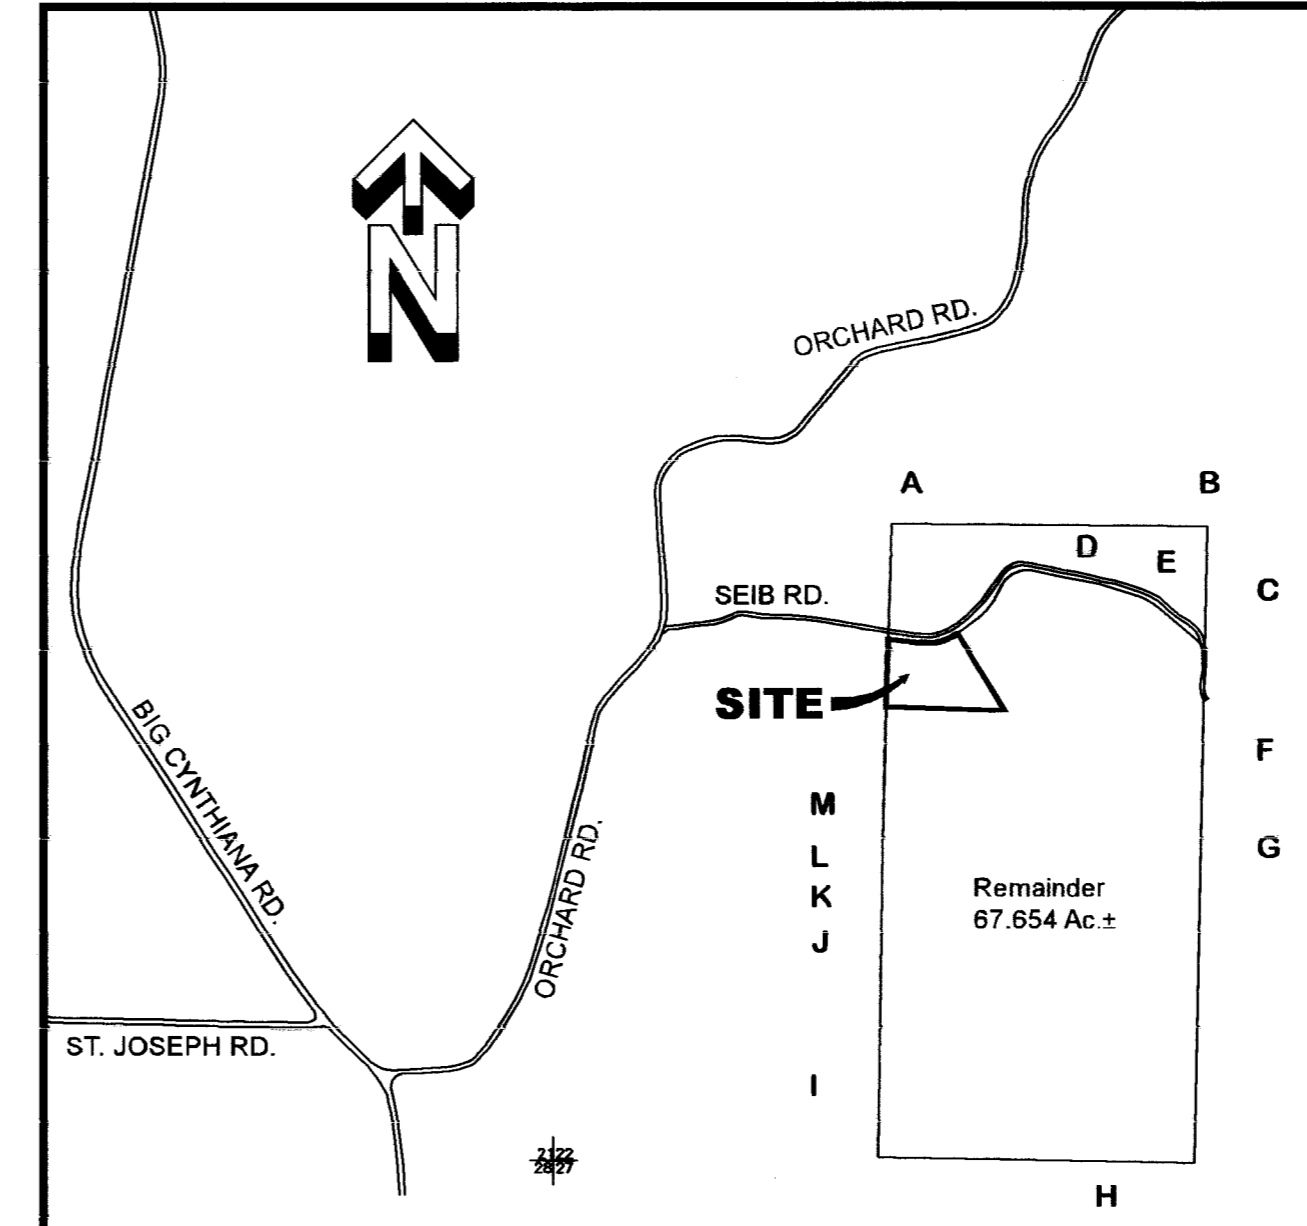 N
ORCHARD RD.
A
B
D
E
C
SEIB RD.
SITE
BIG CYNTHIANA RD.
F
M
L
G
K
Remainder
67.654 Ac.±
J
ORCHARD RD.
ST. JOSEPH RD.
I
2122
2827
H